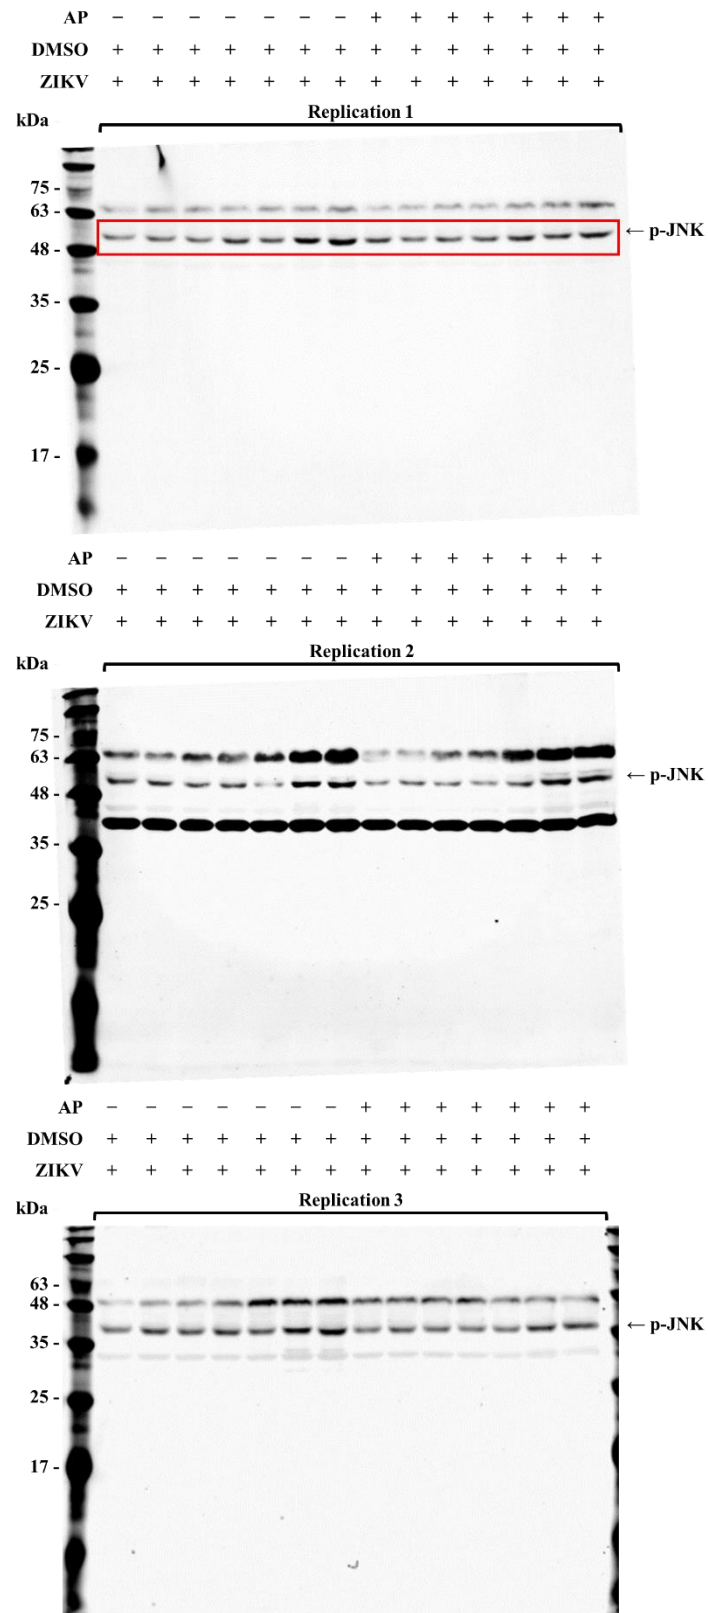 AP − − − − − − − + + + + + + +
DMSO + + + + + + + + + + + + + +
ZIKV + + + + + + + + + + + + + +
Replication 1
kDa
75 -
63 -
← p-JNK
48 -
35 -
25 -
17 -
AP − − − − − − − + + + + + + +
DMSO + + + + + + + + + + + + + +
ZIKV + + + + + + + + + + + + + +
Replication 2
kDa
75 -
63 -
← p-JNK
48 -
35 -
25 -
AP − − − − − − − + + + + + + +
DMSO + + + + + + + + + + + + + +
ZIKV + + + + + + + + + + + + + +
Replication 3
kDa
63 -
48 -
← p-JNK
35 -
25 -
17 -